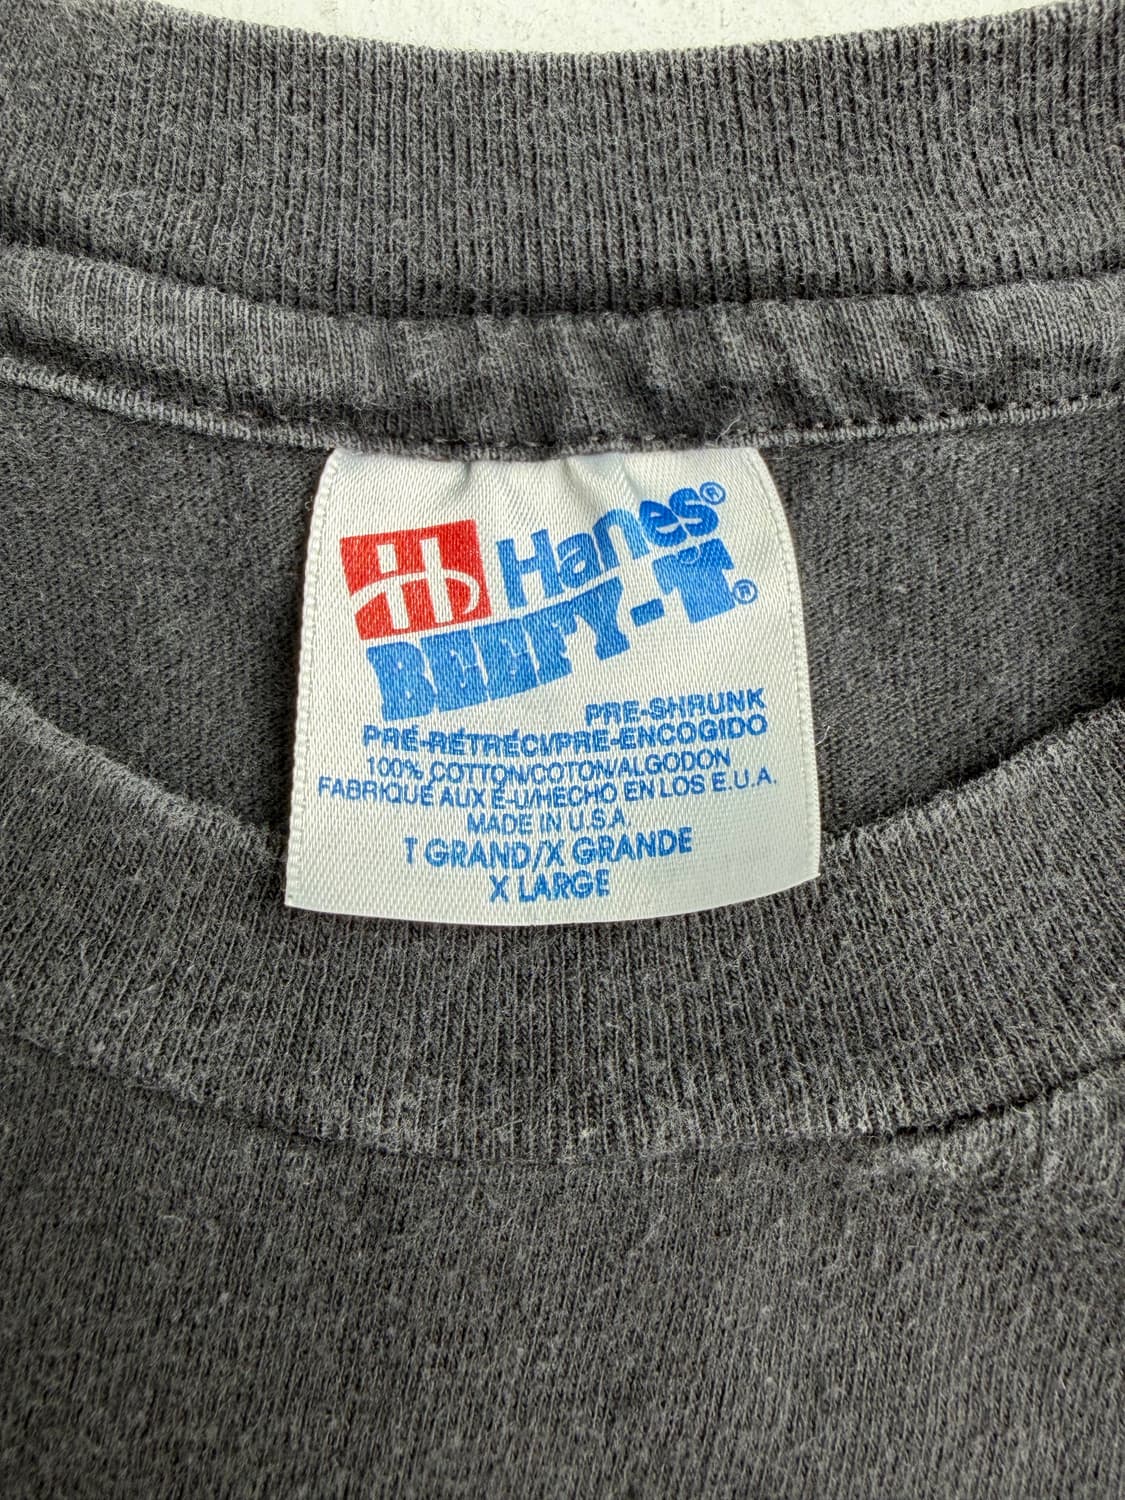 Hanes®
BEEFY-T®
PRE-SHRUNK
PRÉ-RÉTRÉCI/PRE-ENCOGIDO
100% COTTON/COTON/ALGODON
FABRIQUE AUX É-U/HECHO EN LOS E.U.A.
MADE IN U.S.A.
T GRAND/X GRANDE
X LARGE